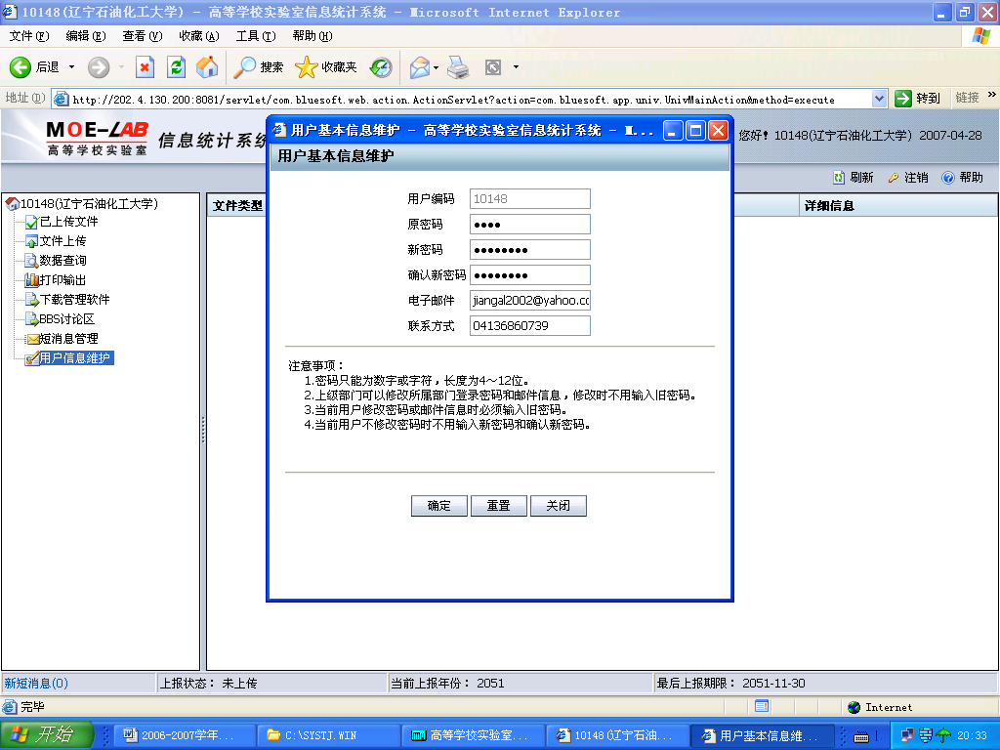 10148(辽宁石油化工大学) - 高等学校实验室信息统计系统 - Microsoft Internet Explorer
文件(F) 编辑(E) 查看(V) 收藏(A) 工具(T) 帮助(H)
后退 搜索 收藏夹
地址(D) http://202.4.130.200:8081/servlet/com.bluesoft.web.action.ActionServlet?action=com.bluesoft.app.univ.UnivMainAction&method=execute 转到 链接 »
MOE-LAB
高等学校实验室
信息统计系统
您好! 10148(辽宁石油化工大学) 2007-04-28
刷新 注销 帮助
10148(辽宁石油化工大学)
已上传文件
文件上传
数据查询
打印输出
下载管理软件
BBS讨论区
短消息管理
用户信息维护
文件类型
详细信息
用户基本信息维护 - 高等学校实验室信息统计系统 - M...
用户基本信息维护
用户编码 10148
原密码 ●●●●
新密码 ●●●●●●●●
确认新密码 ●●●●●●●●
电子邮件 jiangal2002@yahoo.cc
联系方式 04136860739
注意事项:
1.密码只能为数字或字符,长度为4~12位。
2.上级部门可以修改所属部门登录密码和邮件信息,修改时不用输入旧密码。
3.当前用户修改密码或邮件信息时必须输入旧密码。
4.当前用户不修改密码时不用输入新密码和确认新密码。
确定 重置 关闭
新短消息(0) 上报状态: 未上传 当前上报年份: 2051 最后上报期限: 2051-11-30
完毕 Internet
开始 2006-2007学年... C:\SYSTJ.WIN 高等学校实验室... 10148(辽宁石油... 用户基本信息维... 20:33